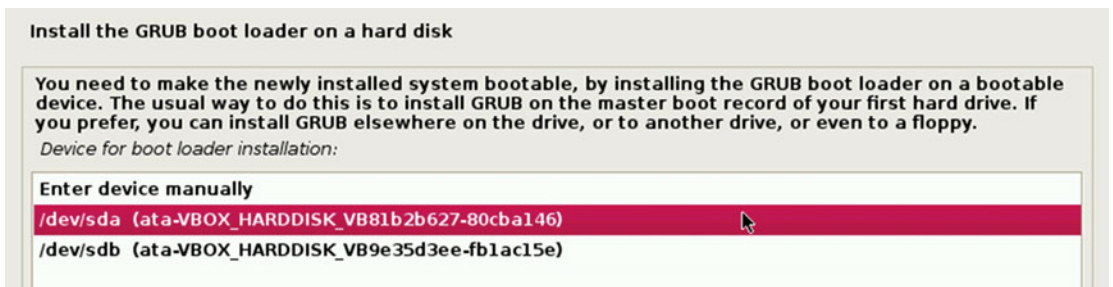 Install the GRUB boot loader on a hard disk
You need to make the newly installed system bootable, by installing the GRUB boot loader on a bootable
device. The usual way to do this is to install GRUB on the master boot record of your first hard drive. If
you prefer, you can install GRUB elsewhere on the drive, or to another drive, or even to a floppy.
Device for boot loader installation:
Enter device manually
/dev/sda (ata-VBOX_HARDDISK_VB81b2b627-80cba146)
/dev/sdb (ata-VBOX_HARDDISK_VB9e35d3ee-fb1ac15e)